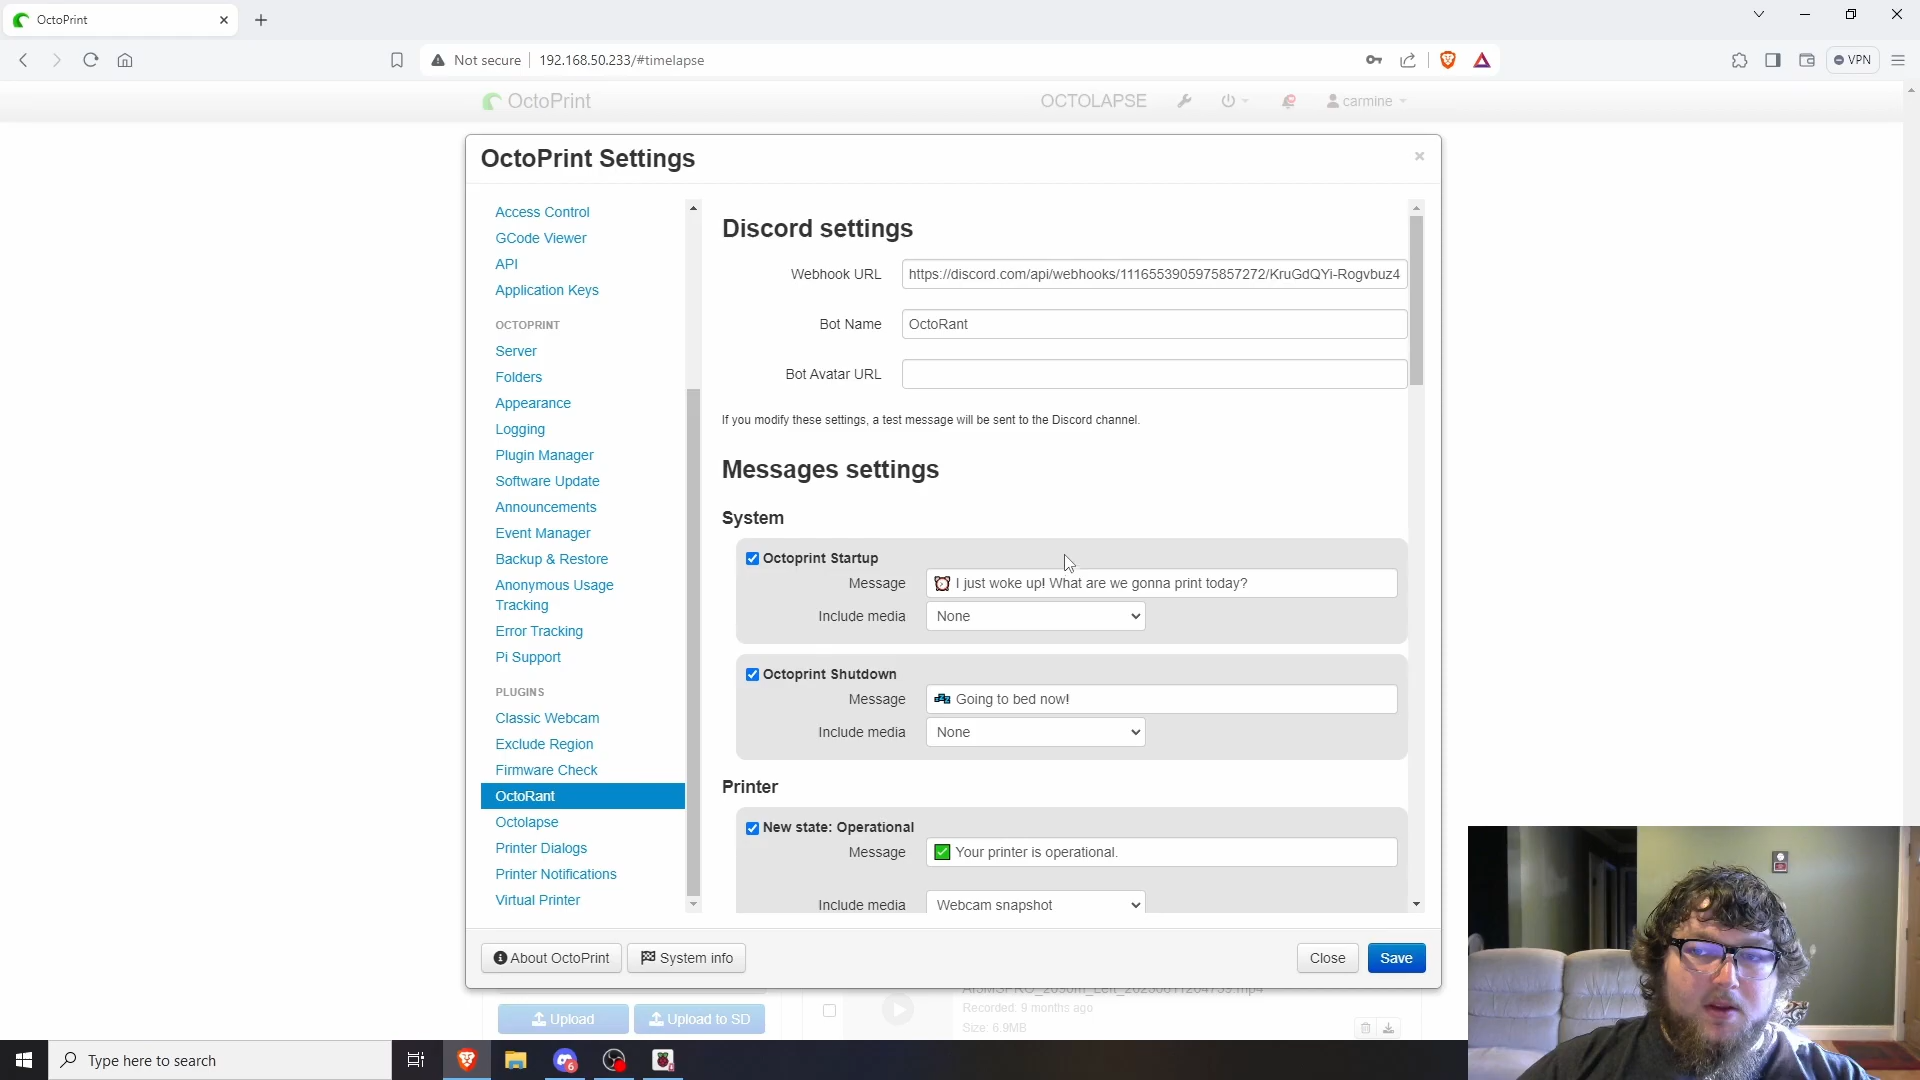 OctoPrint
Not secure
192.168.50.233/#timelapse
VPN
OctoPrint
OCTOLAPSE
carmine
OctoPrint Settings
Access Control
GCode Viewer
API
Application Keys
OCTOPRINT
Server
Folders
Appearance
Logging
Plugin Manager
Software Update
Announcements
Event Manager
Backup & Restore
Anonymous Usage
Tracking
Error Tracking
Pi Support
PLUGINS
Classic Webcam
Exclude Region
Firmware Check
OctoRant
Octolapse
Printer Dialogs
Printer Notifications
Virtual Printer
Discord settings
Webhook URL
https://discord.com/api/webhooks/1116553905975857272/KruGdQYi-Rogvbuz4
Bot Name
OctoRant
Bot Avatar URL
If you modify these settings, a test message will be sent to the Discord channel.
Messages settings
System
Octoprint Startup
Message
I just woke up! What are we gonna print today?
Include media
None
Octoprint Shutdown
Message
Going to bed now!
Include media
None
Printer
New state: Operational
Message
Your printer is operational.
Include media
Webcam snapshot
About OctoPrint
System info
Close
Save
Recorded: 9 months ago
Size: 6.9MB
Upload
Upload to SD
Type here to search
6